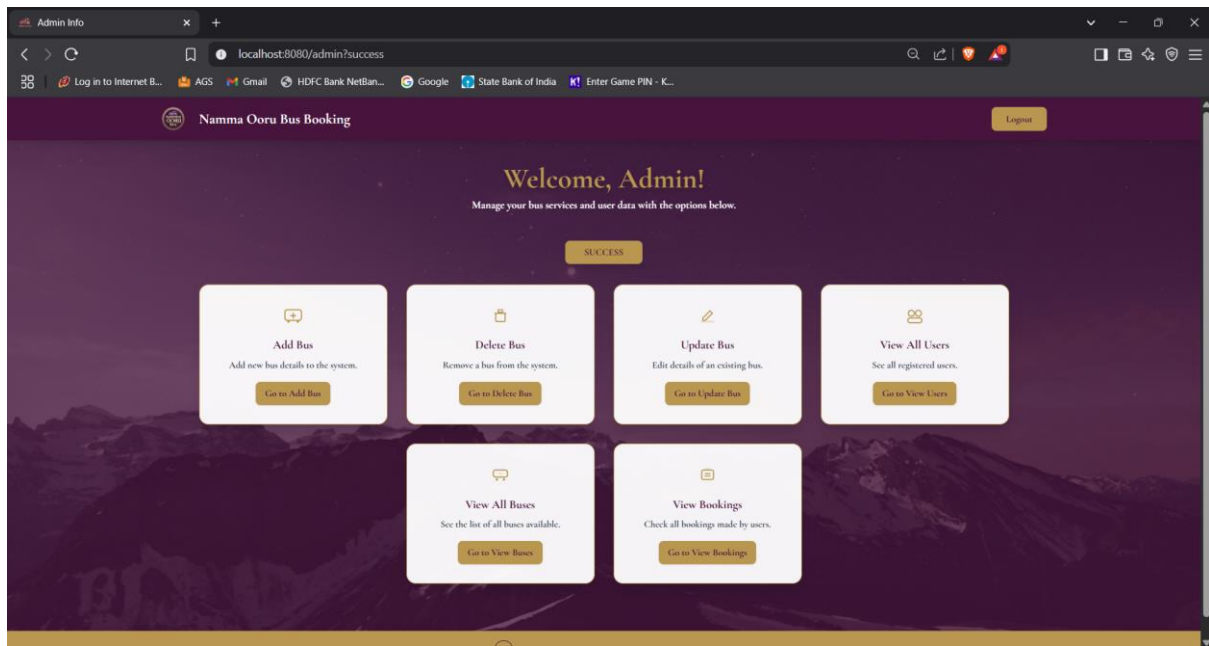 Admin Info
localhost:8080/admin?success
Log in to Internet B...
AGS
Gmail
HDFC Bank NetBan...
Google
State Bank of India
K!
Enter Game PIN - K...
Namma Ooru Bus Booking
Logout
Welcome, Admin!
Manage your bus services and user data with the options below.
SUCCESS
Add Bus
Add new bus details to the system.
Go to Add Bus
Delete Bus
Remove a bus from the system.
Go to Delete Bus
Update Bus
Edit details of an existing bus.
Go to Update Bus
View All Users
See all registered users.
Go to View Users
View All Buses
See the list of all buses available.
Go to View Buses
View Bookings
Check all bookings made by users.
Go to View Bookings